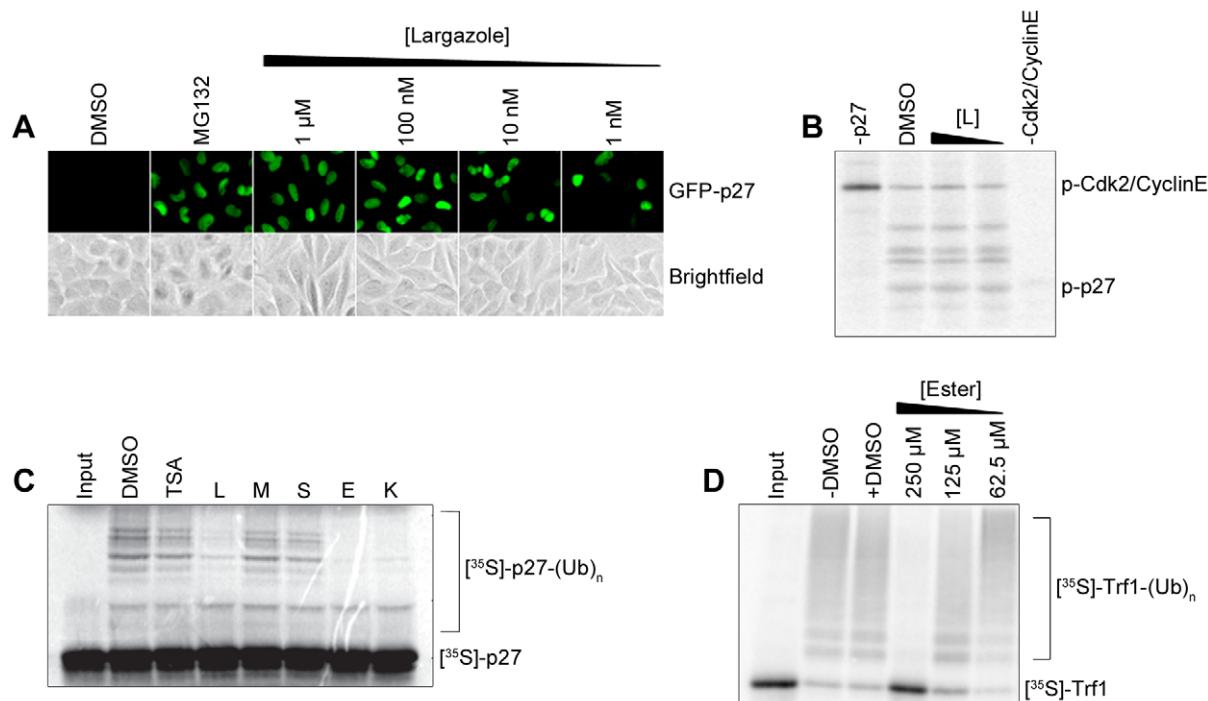 A
[Largazole]
DMSO
MG132
1 µM
100 nM
10 nM
1 nM
GFP-p27
Brightfield
B
-p27
DMSO
[L]
-Cdk2/CyclinE
p-Cdk2/CyclinE
p-p27
C
Input
DMSO
TSA
L
M
S
E
K
[³⁵S]-p27-(Ub)ₙ
[³⁵S]-p27
D
[Ester]
Input
-DMSO
+DMSO
250 µM
125 µM
62.5 µM
[³⁵S]-Trf1-(Ub)ₙ
[³⁵S]-Trf1